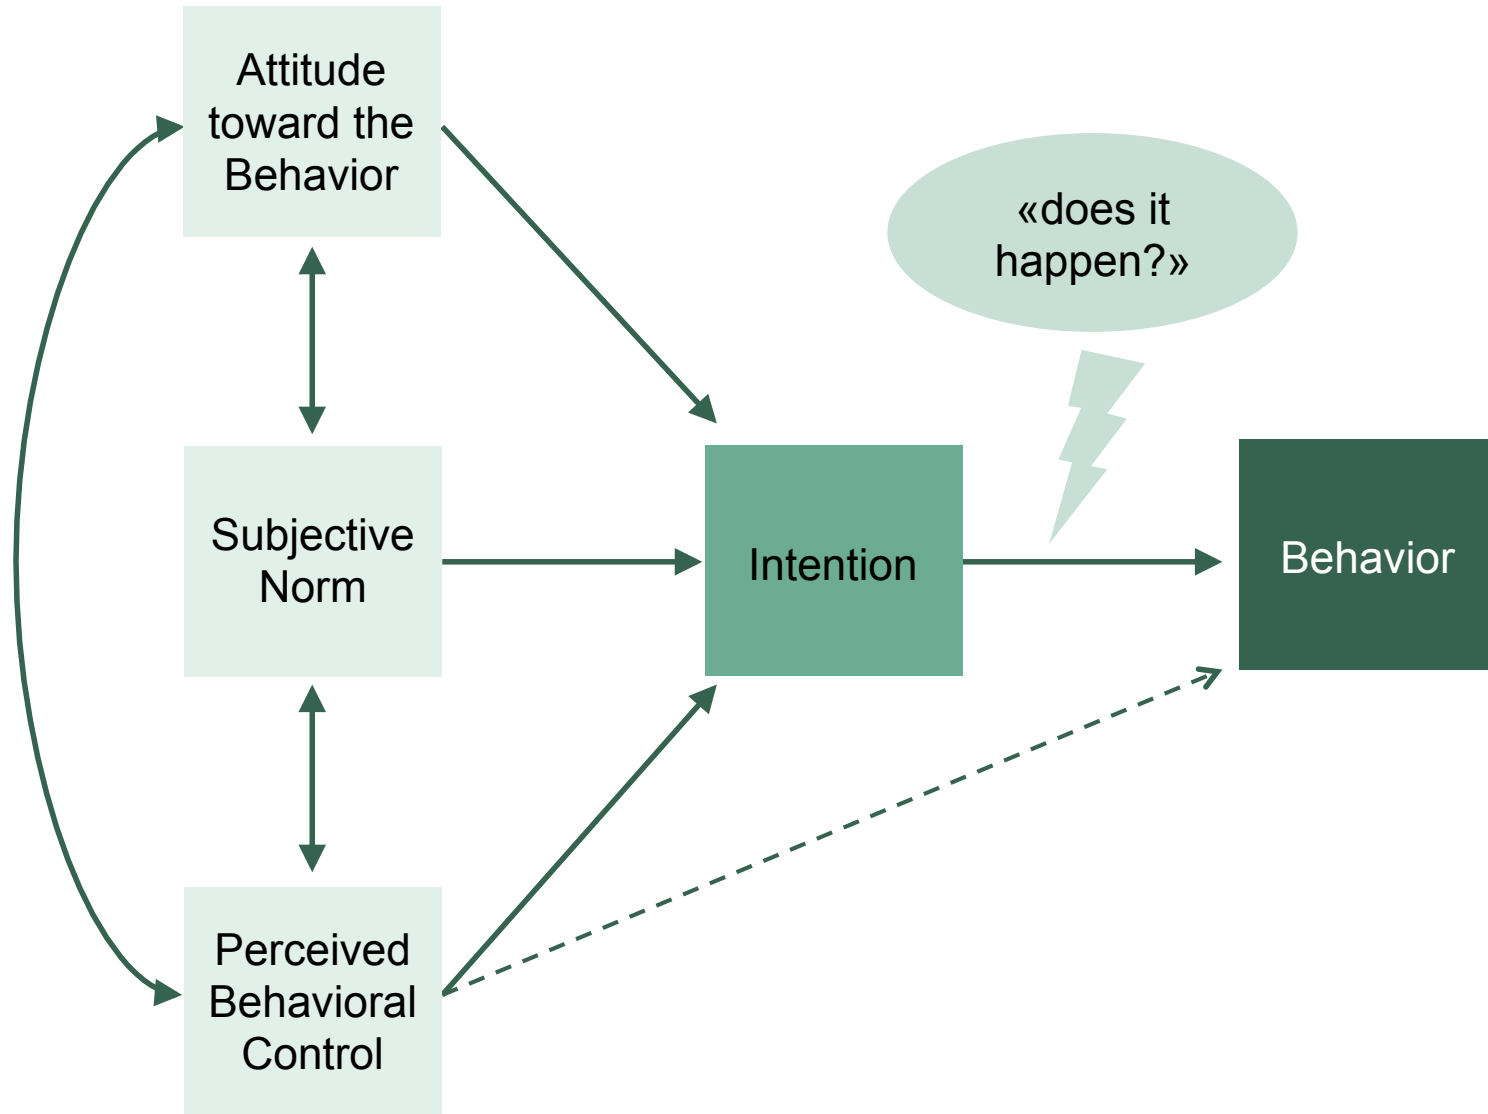 Attitude
toward the
Behavior
«does it
happen?»
Subjective
Norm
Intention
Behavior
Perceived
Behavioral
Control